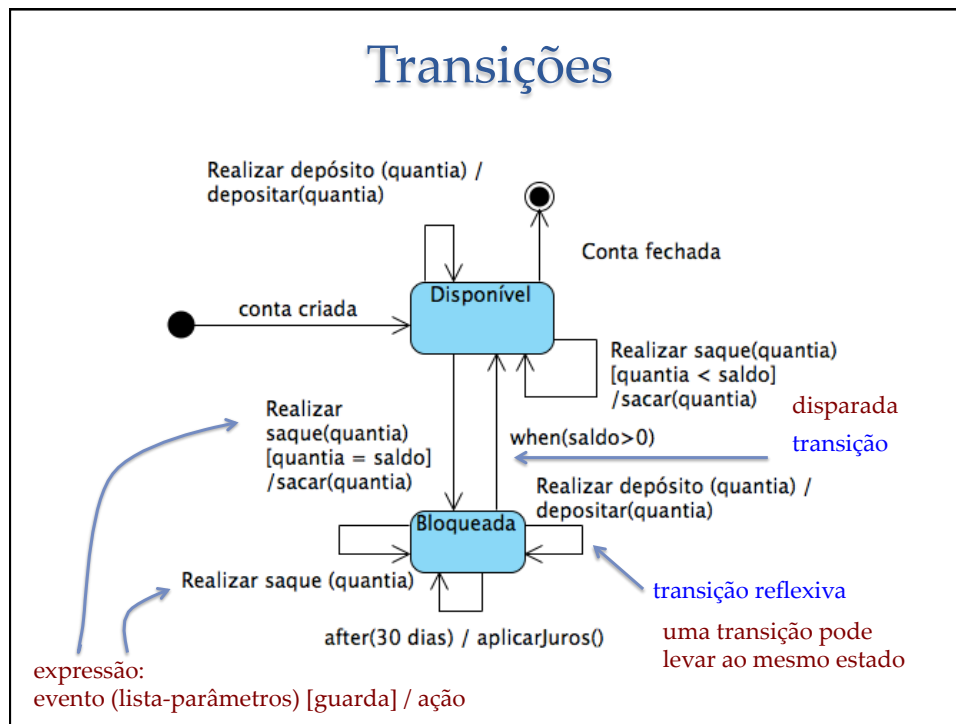 Transições
Realizar depósito (quantia) /
depositar(quantia)
Conta fechada
Disponível
conta criada
Realizar saque(quantia)
[quantia < saldo]
/sacar(quantia)
disparada
transição
Realizar
saque(quantia)
[quantia = saldo]
/sacar(quantia)
when(saldo>0)
Realizar depósito (quantia) /
depositar(quantia)
Bloqueada
Realizar saque (quantia)
transição reflexiva
after(30 dias) / aplicarJuros()
uma transição pode
levar ao mesmo estado
expressão:
evento (lista-parâmetros) [guarda] / ação